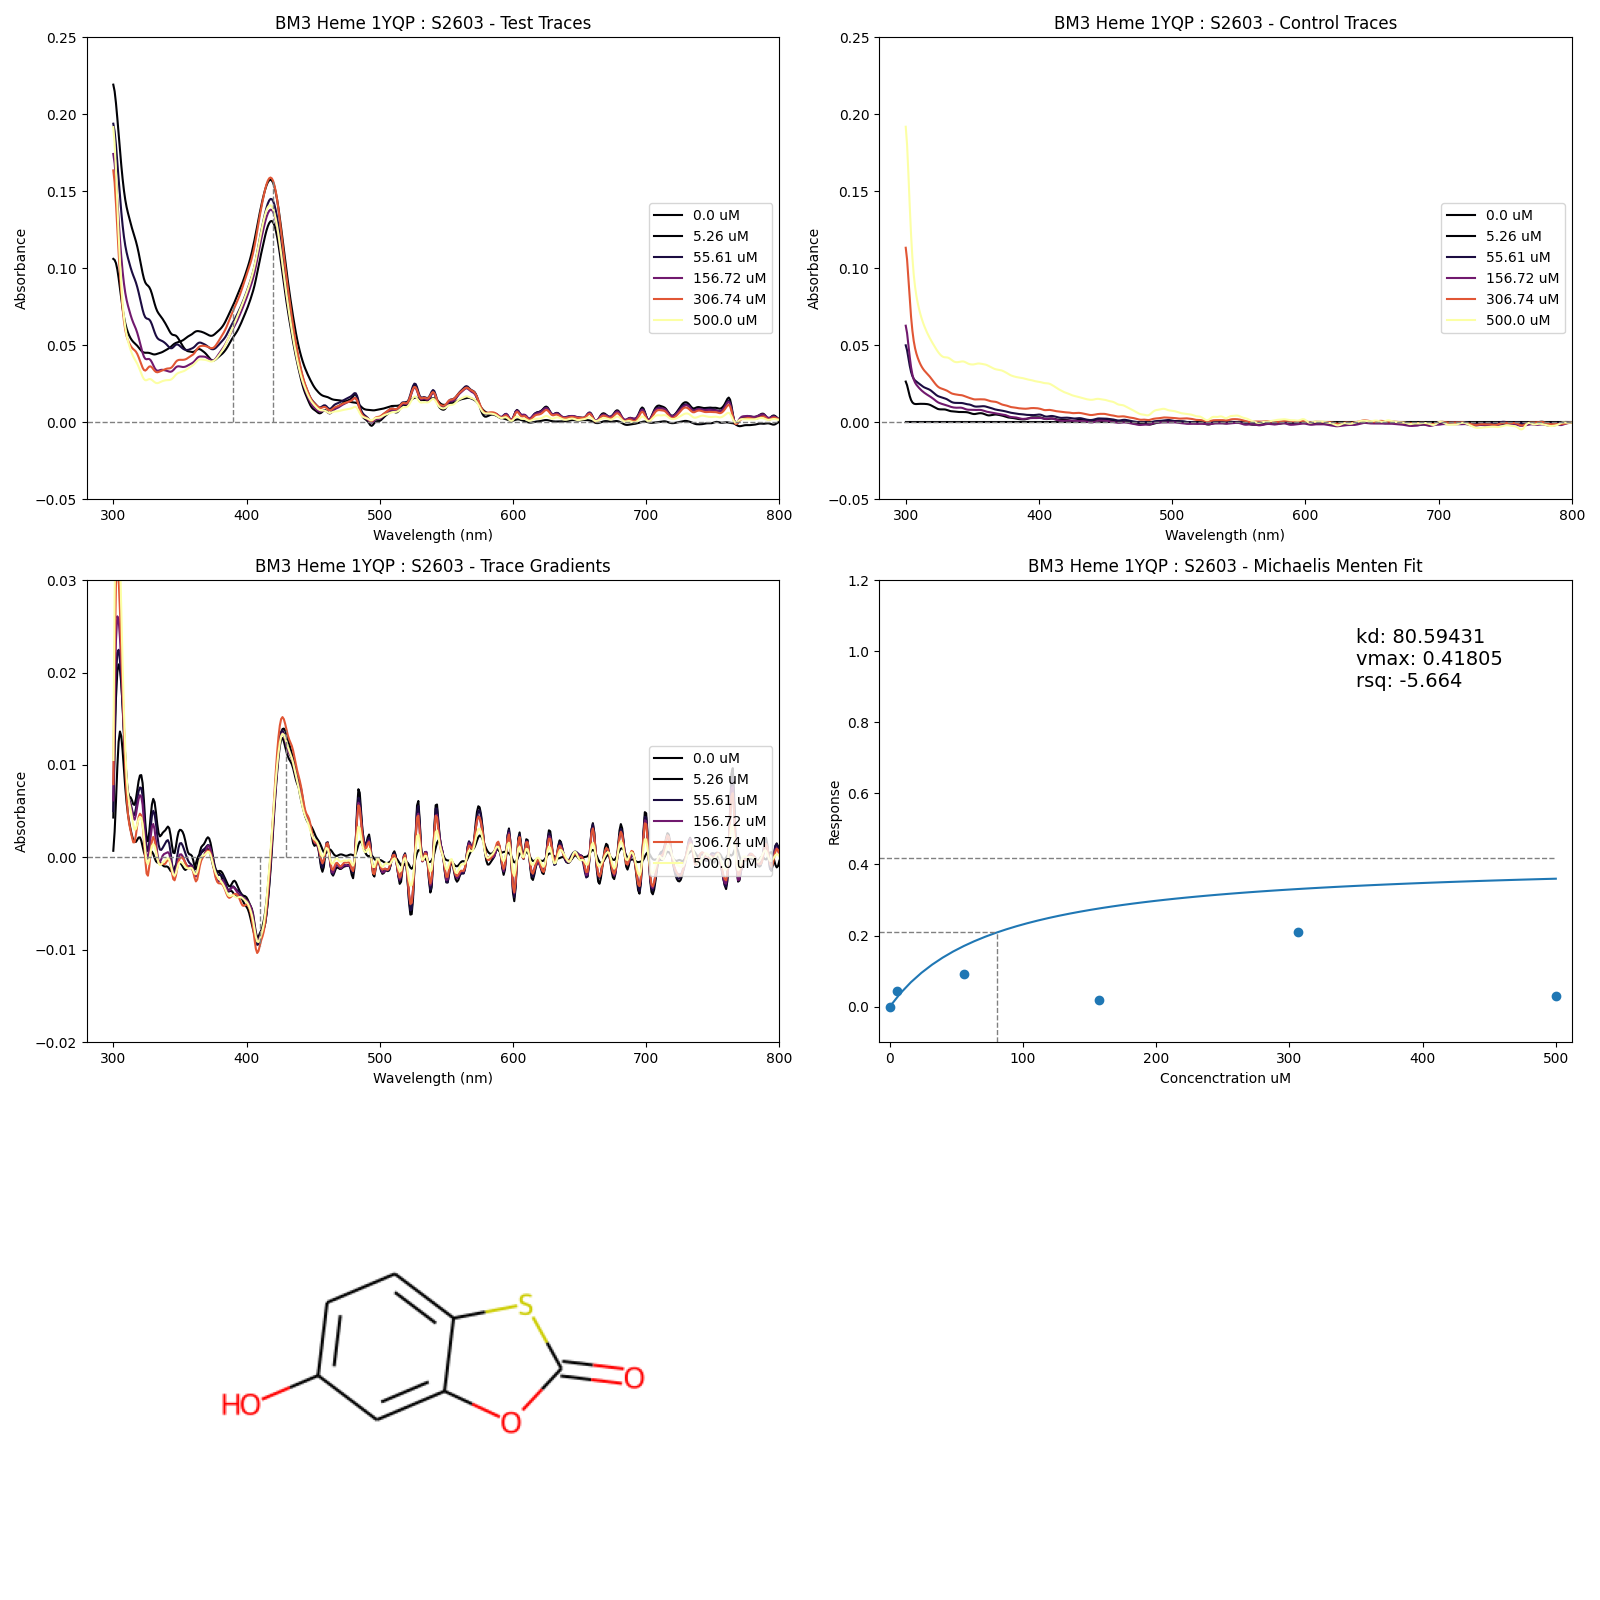 BM3 Heme 1YQP : S2603 - Test Traces
0.25
0.20
0.15
0.10
0.05
0.00
−0.05
Absorbance
300
400
500
600
700
800
Wavelength (nm)
0.0 uM
5.26 uM
55.61 uM
156.72 uM
306.74 uM
500.0 uM
BM3 Heme 1YQP : S2603 - Control Traces
0.25
0.20
0.15
0.10
0.05
0.00
−0.05
Absorbance
300
400
500
600
700
800
Wavelength (nm)
0.0 uM
5.26 uM
55.61 uM
156.72 uM
306.74 uM
500.0 uM
BM3 Heme 1YQP : S2603 - Trace Gradients
0.03
0.02
0.01
0.00
−0.01
−0.02
Absorbance
300
400
500
600
700
800
Wavelength (nm)
0.0 uM
5.26 uM
55.61 uM
156.72 uM
306.74 uM
500.0 uM
BM3 Heme 1YQP : S2603 - Michaelis Menten Fit
1.2
1.0
0.8
0.6
0.4
0.2
0.0
Response
0
100
200
300
400
500
Concenctration uM
kd: 80.59431
vmax: 0.41805
rsq: -5.664
S
O
HO
O